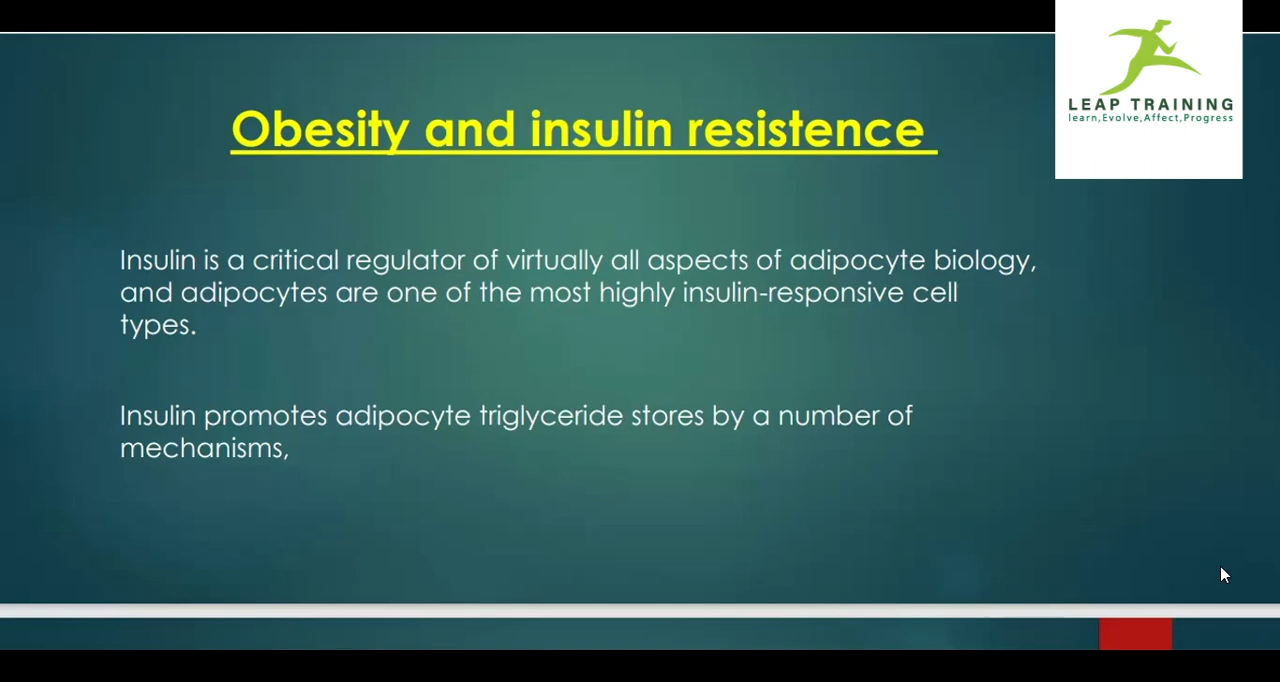 LEAP TRAINING
learn,Evolve,Affect,Progress
Obesity and insulin resistence
Insulin is a critical regulator of virtually all aspects of adipocyte biology,
and adipocytes are one of the most highly insulin-responsive cell
types.
Insulin promotes adipocyte triglyceride stores by a number of
mechanisms,